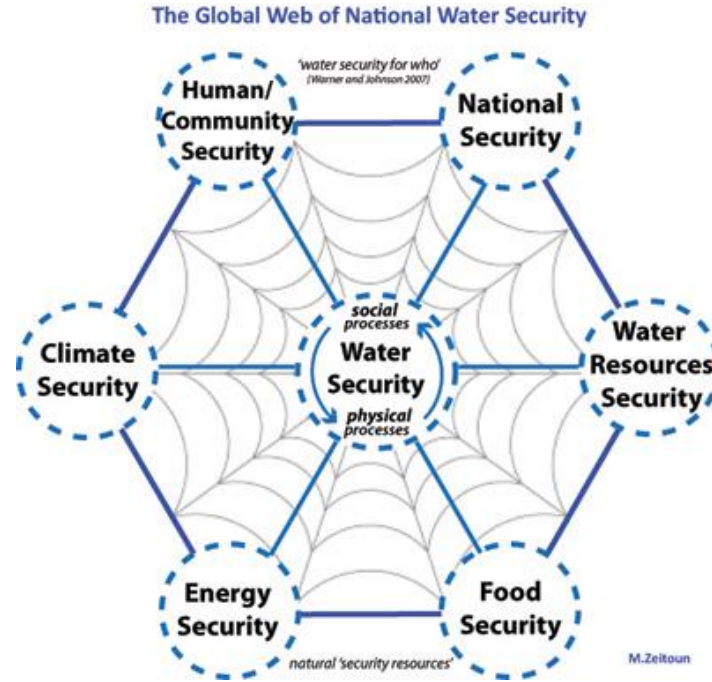 The Global Web of National Water Security
'water security for who'
(Warner and Johnson 2007)
Human/
Community
Security
National
Security
Climate
Security
social
processes
Water
Security
physical
processes
Water
Resources
Security
Energy
Security
Food
Security
natural 'security resources'
M.Zeitoun